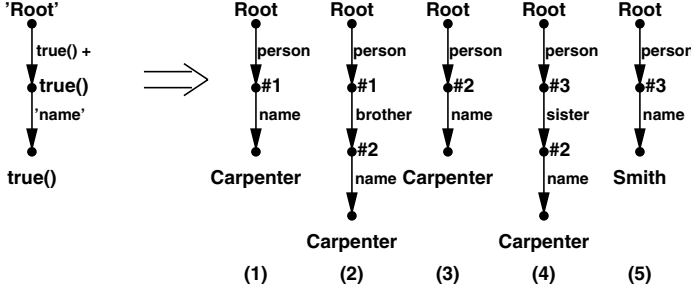 'Root' Root Root Root Root Root
true() + person person person person person
true() #1 #1 #2 #3 #3
'name' name brother name sister name
#2 #2
true() Carpenter name Carpenter name Smith
Carpenter Carpenter
(1) (2) (3) (4) (5)